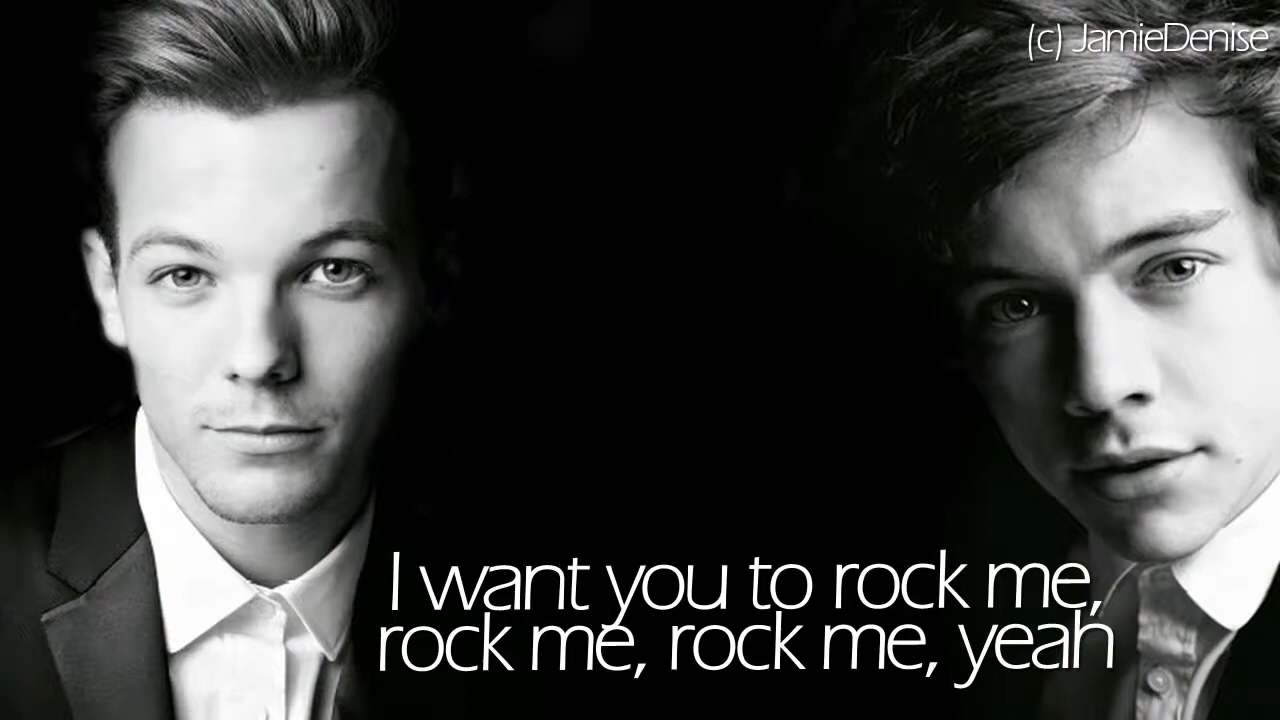 (c) JamieDenise
I want you to rock me,
rock me, rock me, yeah